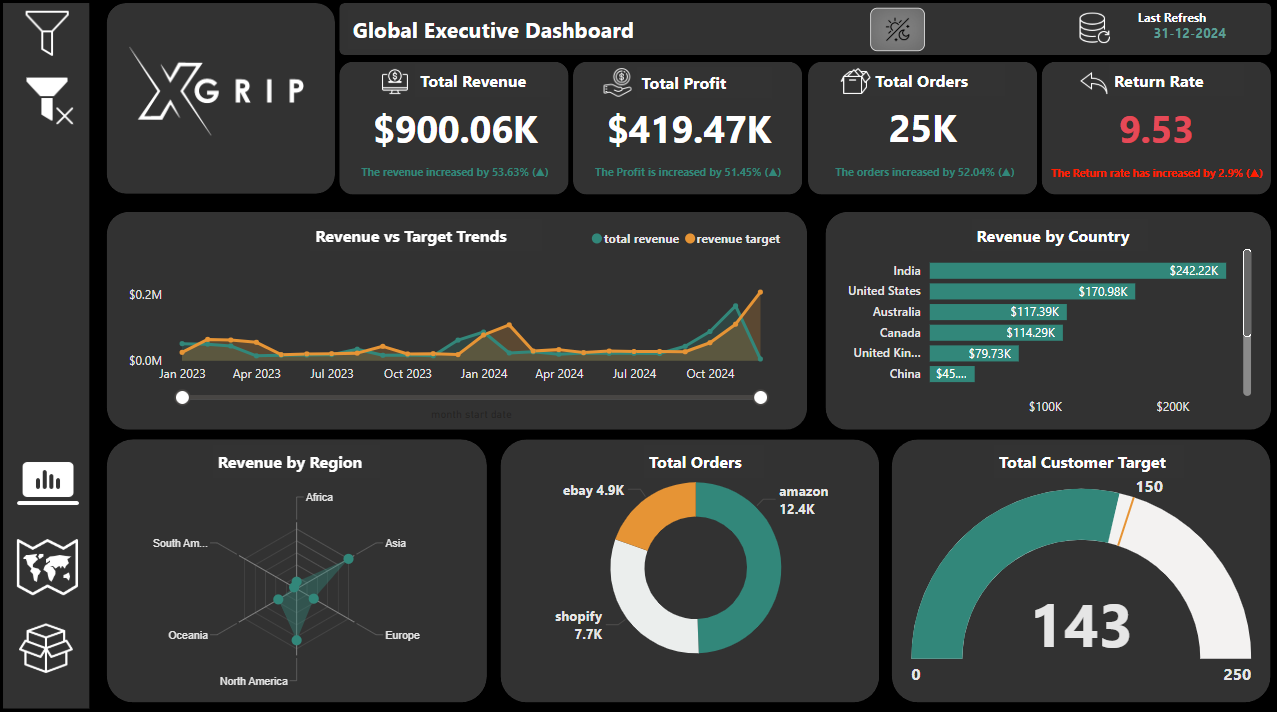 XGRIP
Global Executive Dashboard
Last Refresh
31-12-2024
Total Revenue
$900.06K
The revenue increased by 53.63% (▲)
Total Profit
$419.47K
The Profit is increased by 51.45% (▲)
Total Orders
25K
The orders increased by 52.04% (▲)
Return Rate
9.53
The Return rate has increased by 2.9% (▲)
Revenue vs Target Trends
total revenue
revenue target
$0.2M
$0.0M
Jan 2023
Apr 2023
Jul 2023
Oct 2023
Jan 2024
Apr 2024
Jul 2024
Oct 2024
month start date
Revenue by Country
India
$242.22K
United States
$170.98K
Australia
$117.39K
Canada
$114.29K
United Kin...
$79.73K
China
$45....
$100K
$200K
Revenue by Region
Africa
South Am...
Asia
Oceania
Europe
North America
Total Orders
ebay 4.9K
amazon
12.4K
shopify
7.7K
Total Customer Target
150
143
0
250